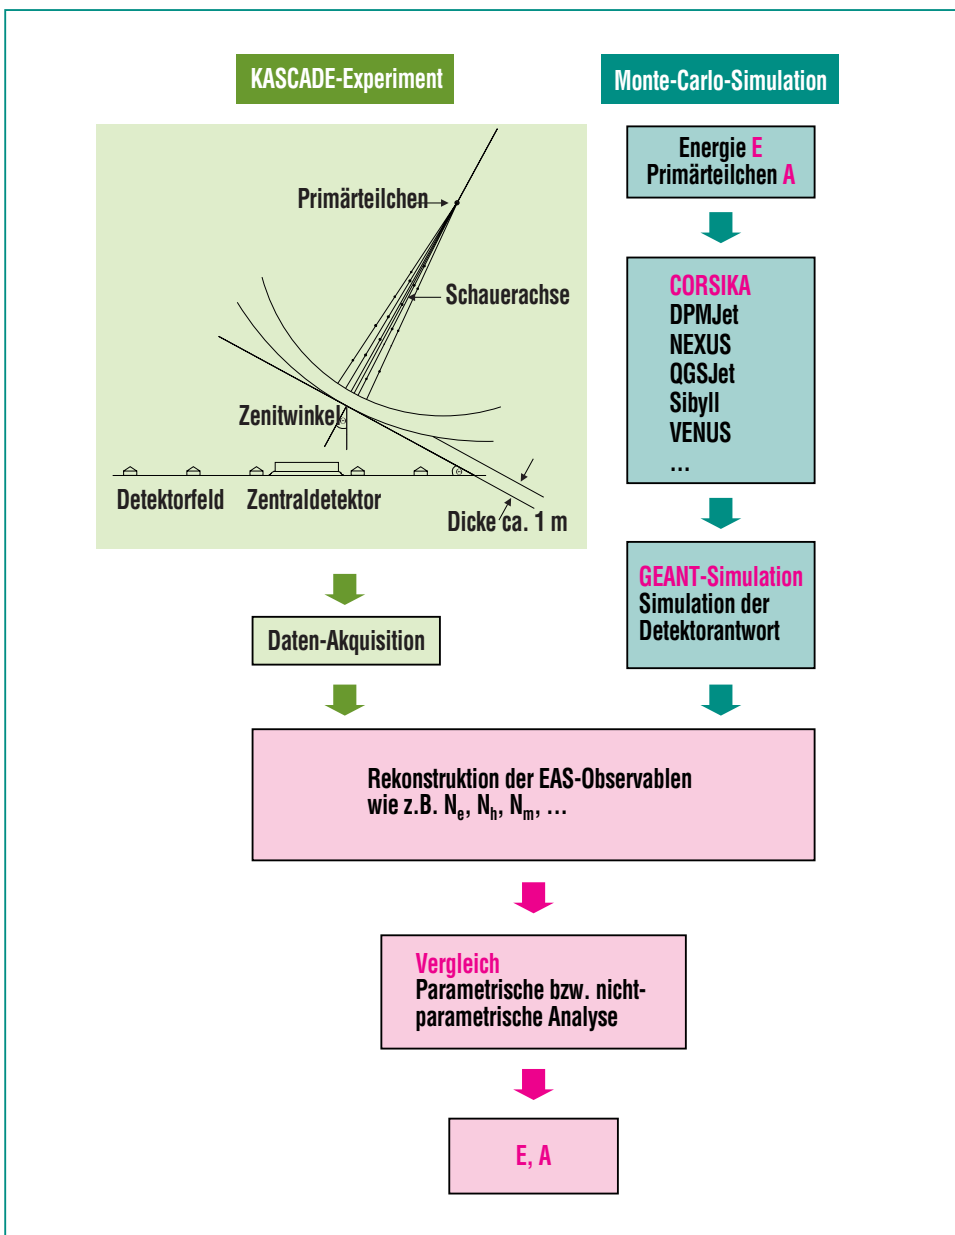 KASCADE-Experiment
Primärteilchen
Schauerachse
Zenitwinkel
Θ
Θ
Detektorfeld
Zentraldetektor
Dicke ca. 1 m
Daten-Akquisition
Monte-Carlo-Simulation
Energie E
Primärteilchen A
CORSIKA
DPMJet
NEXUS
QGSJet
Sibyll
VENUS
...
GEANT-Simulation
Simulation der
Detektorantwort
Rekonstruktion der EAS-Observablen
wie z.B. Ne, Nh, Nm, ...
Vergleich
Parametrische bzw. nicht-
parametrische Analyse
E, A